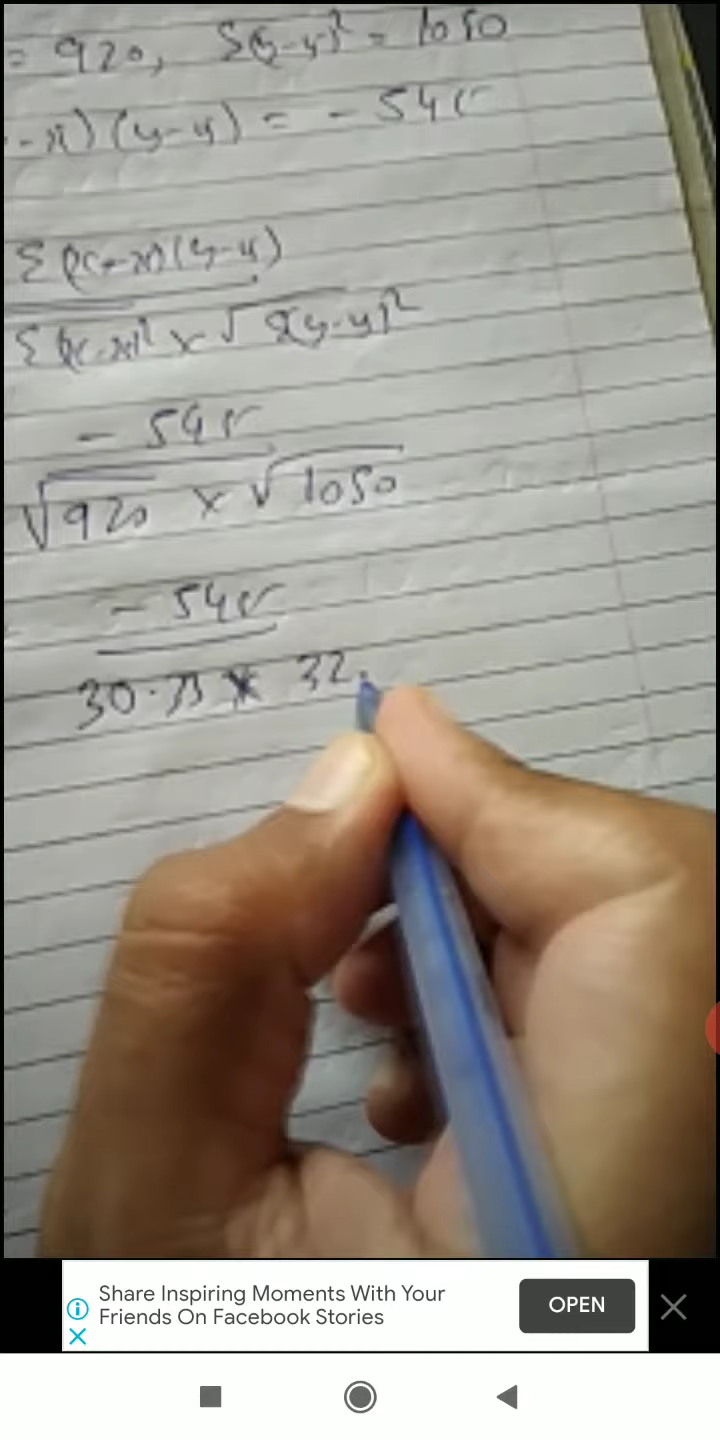 = 920, Σ(y-y)² = 1050
-x) (y-y) = - 545
Σ(x-x)(y-y)
Σ(x-x)² × √Σ(y-y)²
- 545
√920 × √1050
- 545
30.33 × 32.
Share Inspiring Moments With Your
Friends On Facebook Stories
OPEN